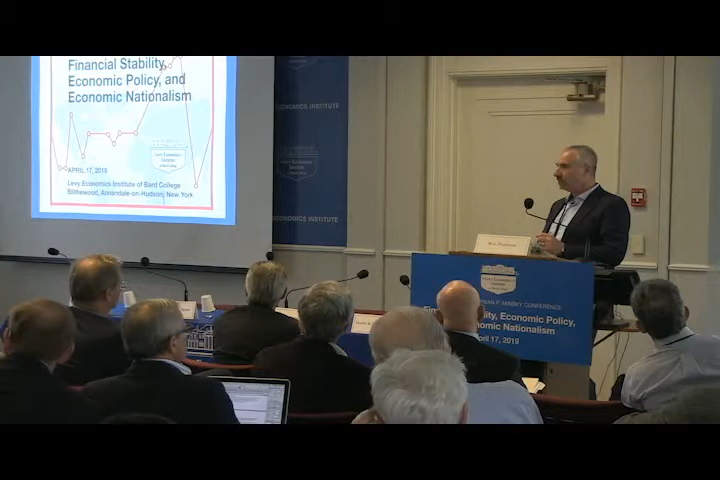 Financial Stability,
Economic Policy, and
Economic Nationalism
APRIL 17, 2019
Levy Economics Institute of Bard College
Blithewood, Annandale-on-Hudson, New York
ECONOMICS INSTITUTE
ECONOMICS INSTITUTE
MINSKY CONFERENCE
Economic Policy,
Economic Nationalism
17, 2019